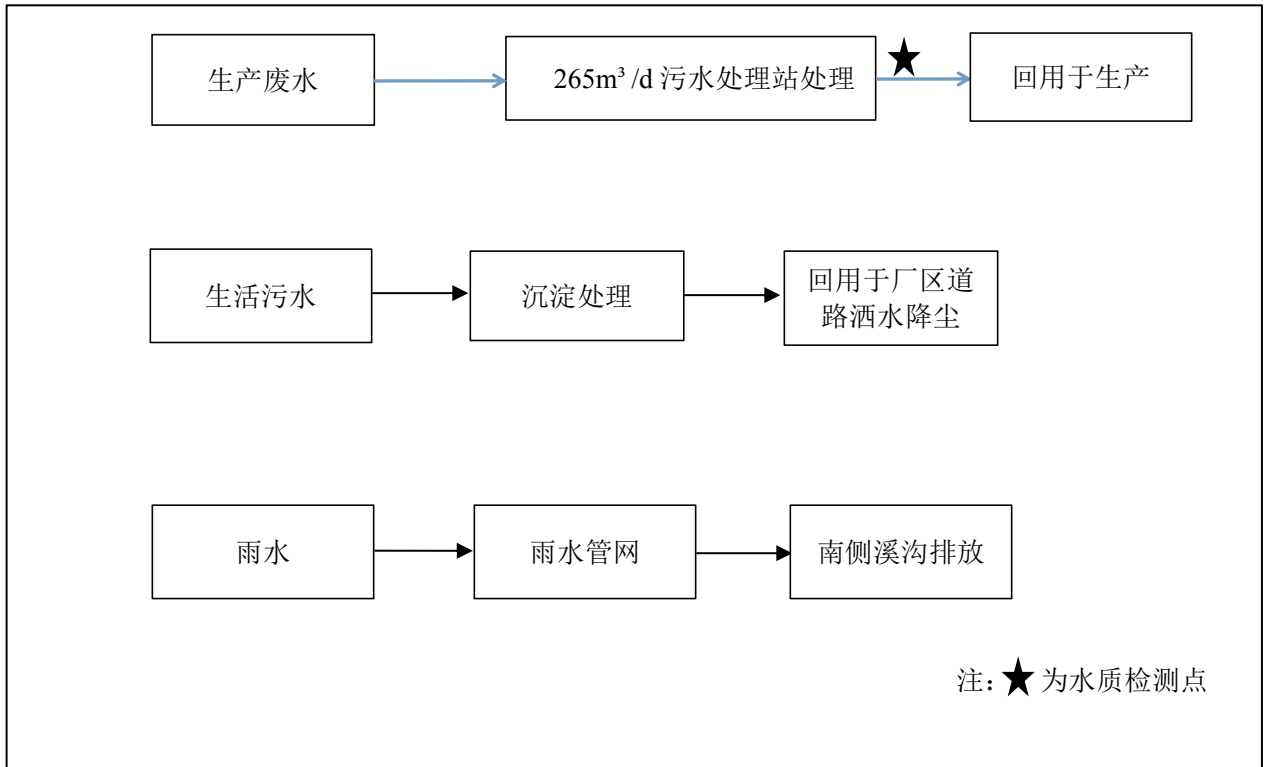 生产废水
265m³/d 污水处理站处理
回用于生产
生活污水
沉淀处理
回用于厂区道
路洒水降尘
雨水
雨水管网
南侧溪沟排放
注：★为水质检测点